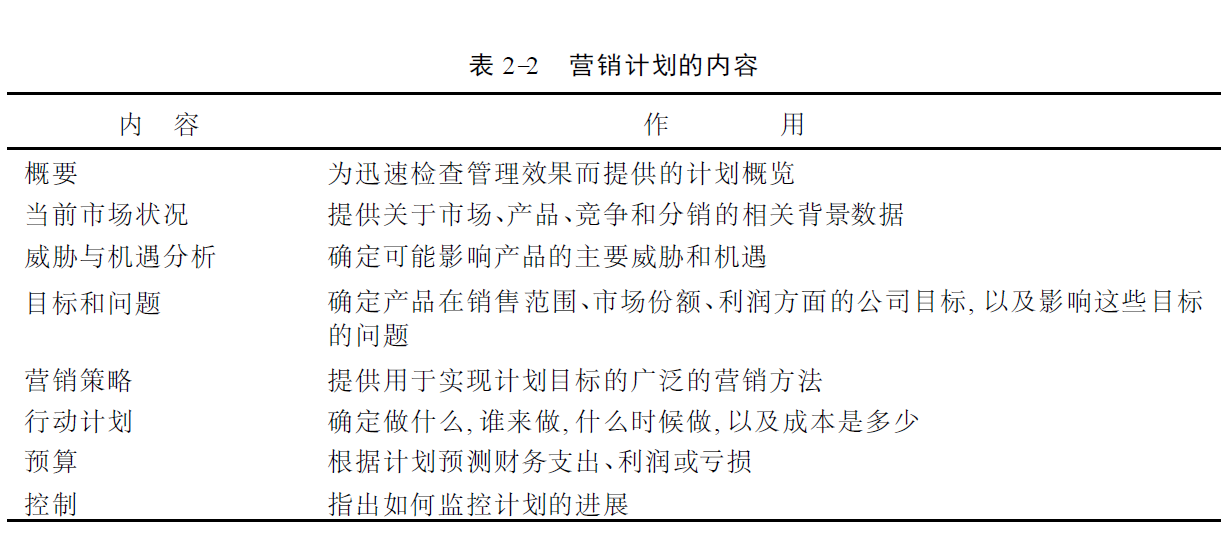 表 2-2 营销计划的内容
内 容 作 用
概要 为迅速检查管理效果而提供的计划概览
当前市场状况 提供关于市场、产品、竞争和分销的相关背景数据
威胁与机遇分析 确定可能影响产品的主要威胁和机遇
目标和问题 确定产品在销售范围、市场份额、利润方面的公司目标, 以及影响这些目标
的问题
营销策略 提供用于实现计划目标的广泛的营销方法
行动计划 确定做什么, 谁来做, 什么时候做, 以及成本是多少
预算 根据计划预测财务支出、利润或亏损
控制 指出如何监控计划的进展